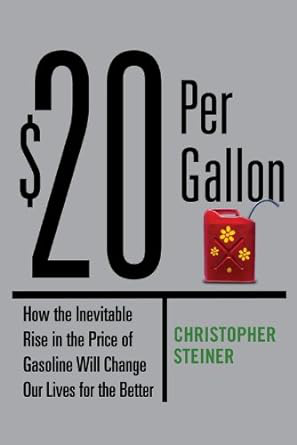 $20
Per
Gallon
How the Inevitable
Rise in the Price of
Gasoline Will Change
Our Lives for the Better
CHRISTOPHER
STEINER